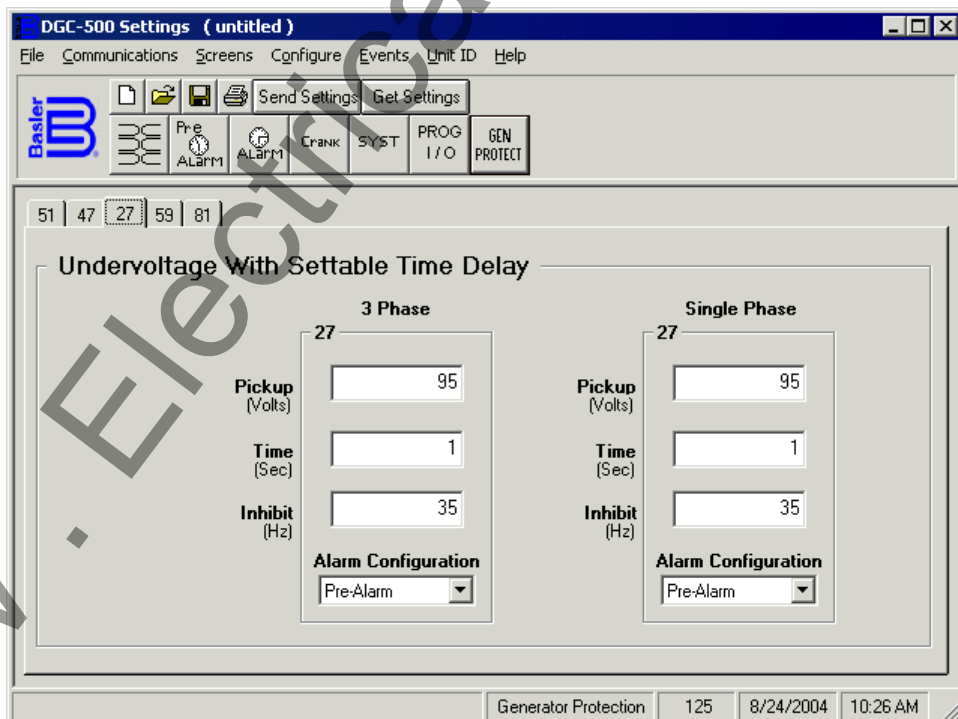 DGC-500 Settings ( untitled )
File Communications Screens Configure Events Unit ID Help
Basler
Send Settings Get Settings
Pre ALarm
ALarm
Crank
SYST
PROG I/O
GEN PROTECT
51 47 27 59 81
Undervoltage With Settable Time Delay
3 Phase
27
Pickup 95
(Volts)
Time 1
(Sec)
Inhibit 35
(Hz)
Alarm Configuration
Pre-Alarm
Single Phase
27
Pickup 95
(Volts)
Time 1
(Sec)
Inhibit 35
(Hz)
Alarm Configuration
Pre-Alarm
Generator Protection 125 8/24/2004 10:26 AM
. Electrica